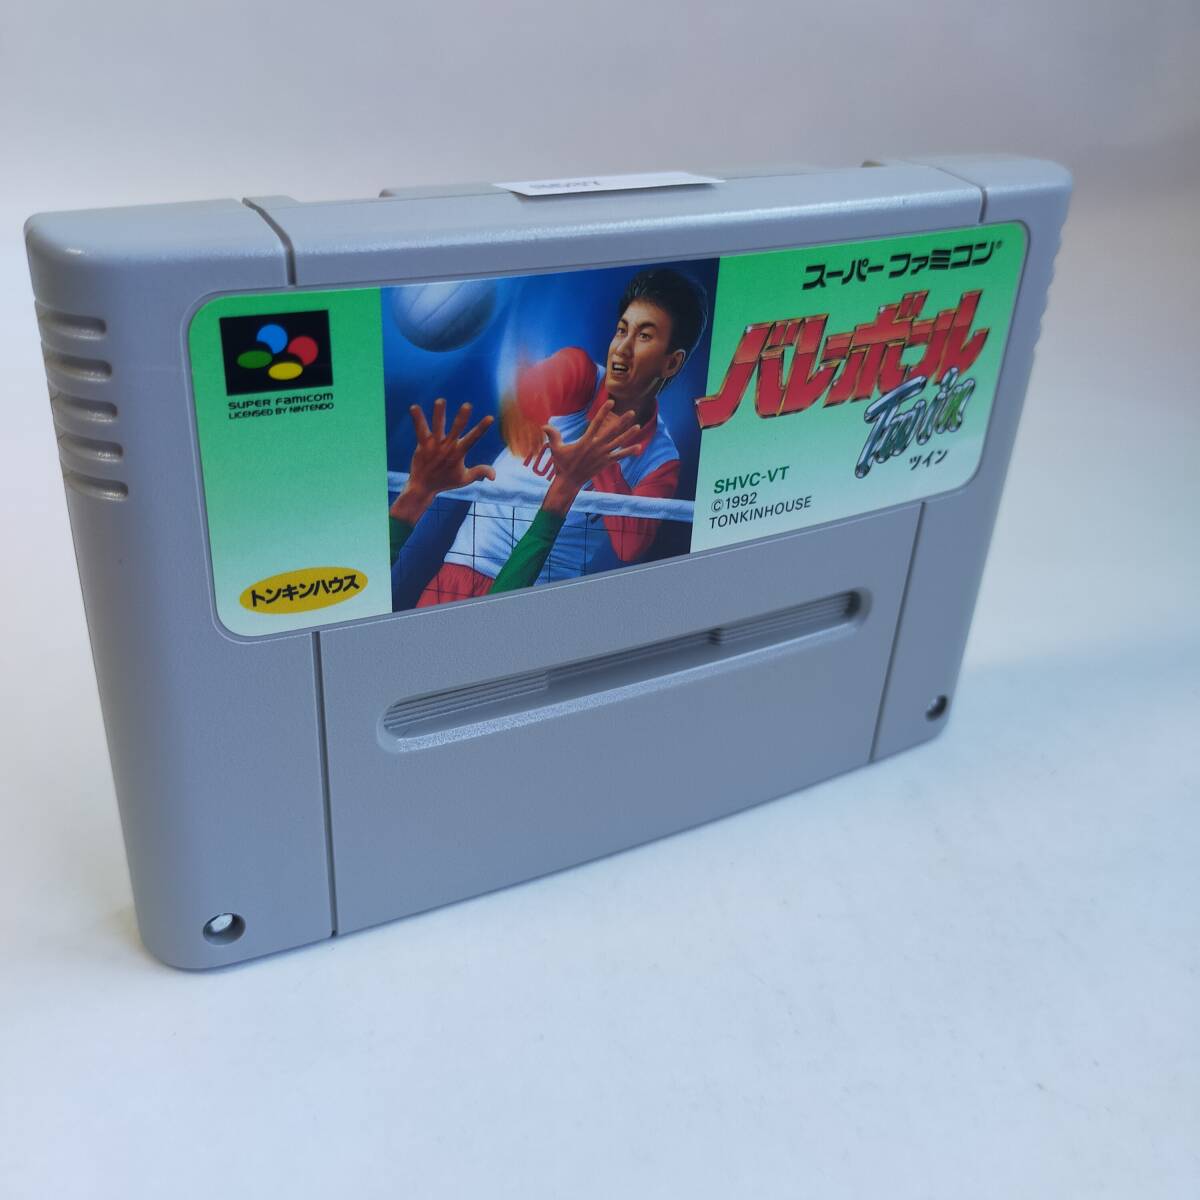 スーパーファミコン®
バレーボール
Twin
ツイン
SUPER FAMICOM
LICENSED BY NINTENDO
SHVC-VT
©1992
TONKINHOUSE
トンキンハウス